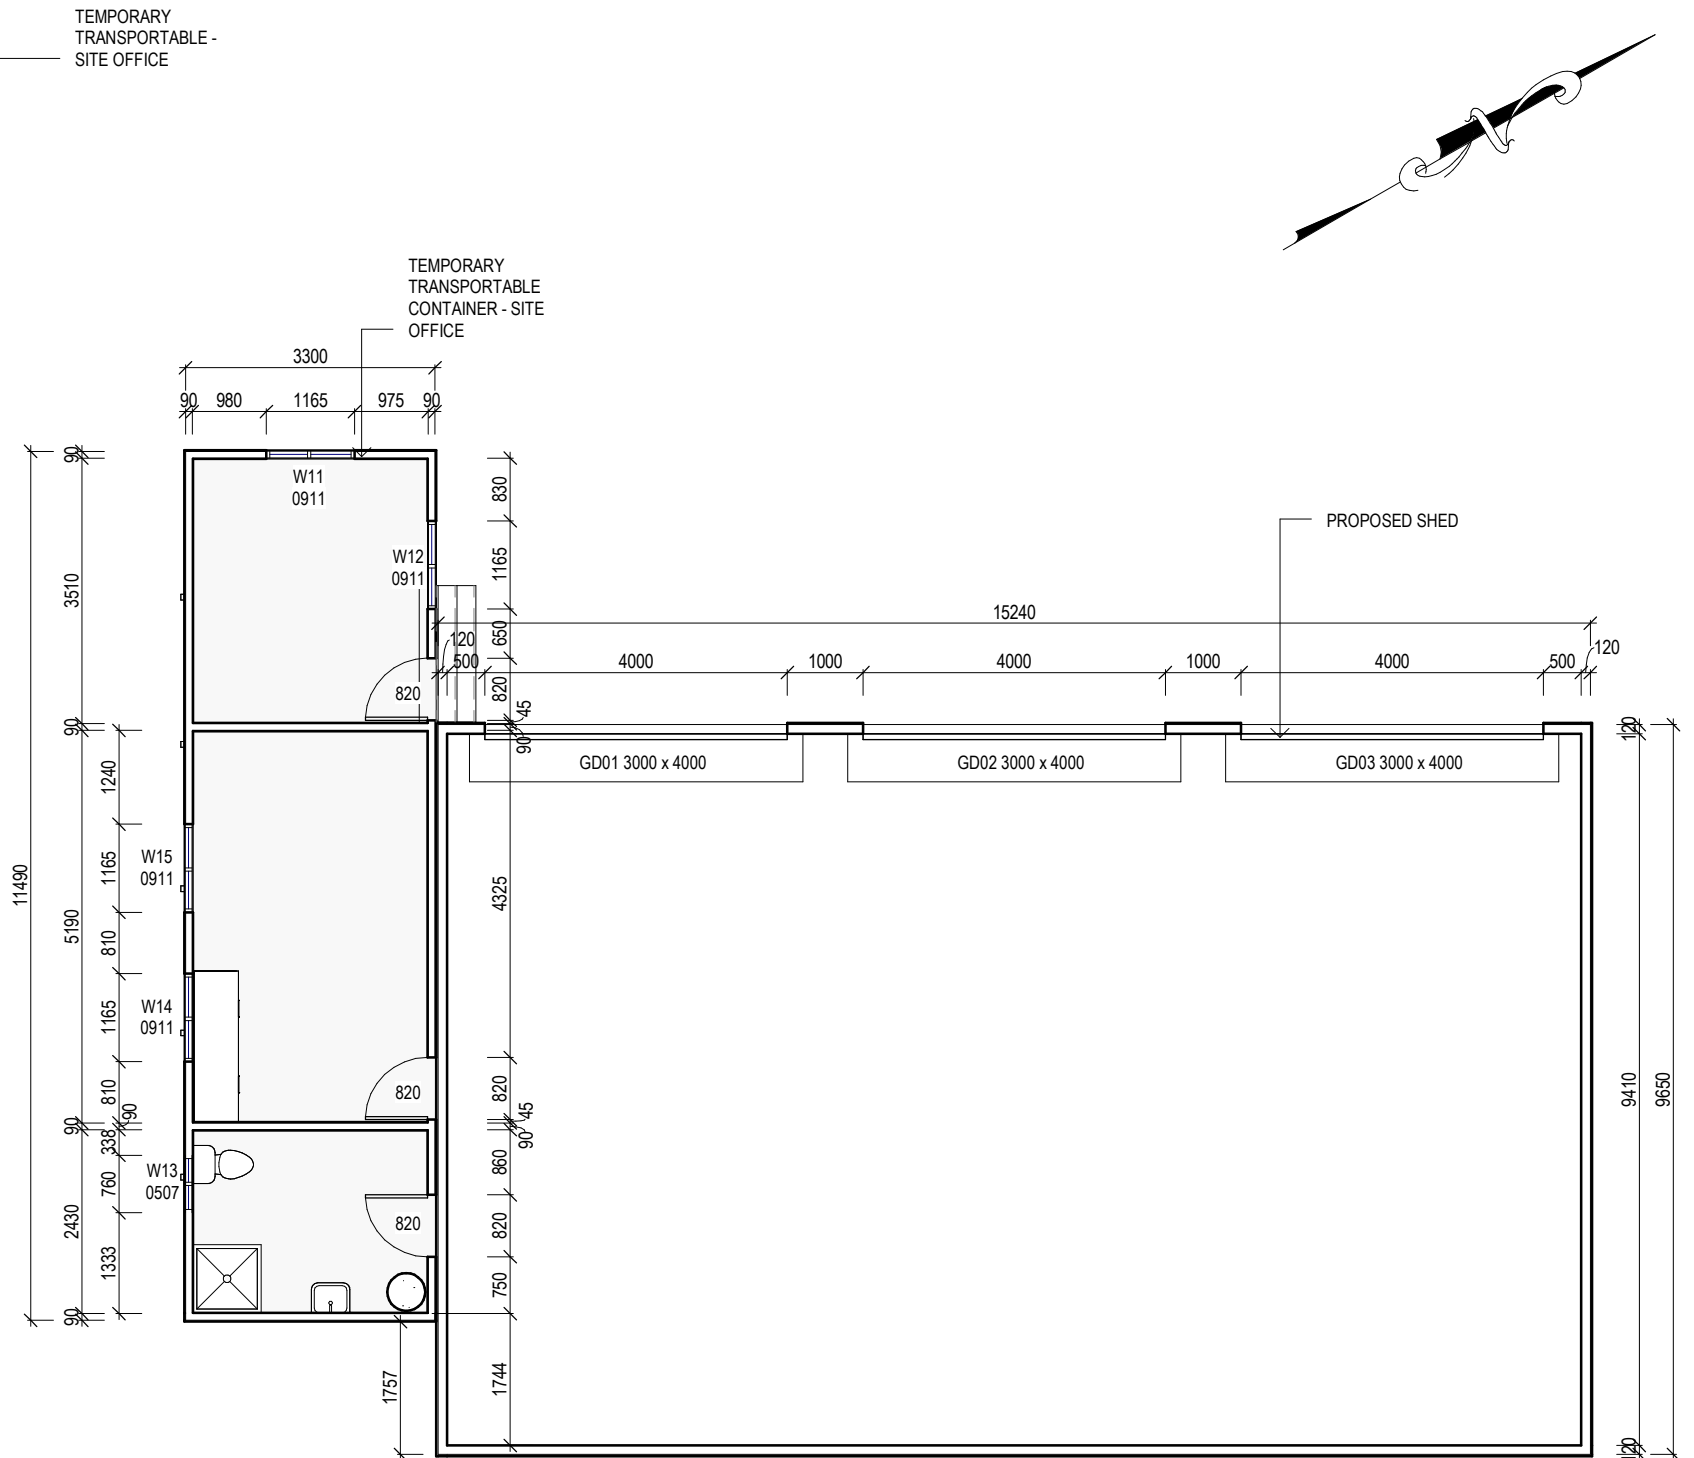 TEMPORARY
TRANSPORTABLE -
SITE OFFICE
N
TEMPORARY
TRANSPORTABLE
CONTAINER - SITE
OFFICE
3300
90 980 1165 975 90
W11
0911
W12
0911
820
PROPOSED SHED
15240
120
500 4000 1000 4000 1000 4000 500 120
GD01 3000 x 4000
GD02 3000 x 4000
GD03 3000 x 4000
11490
90
3510
90
5190
90
2430
90
1240
1165
810
1165
810
90
338
760
1333
W15
0911
W14
0911
W13
0507
820
820
830
1165
650
820
45
90
4325
820
45
90
860
820
750
1744
1757
120
9410
120
9650